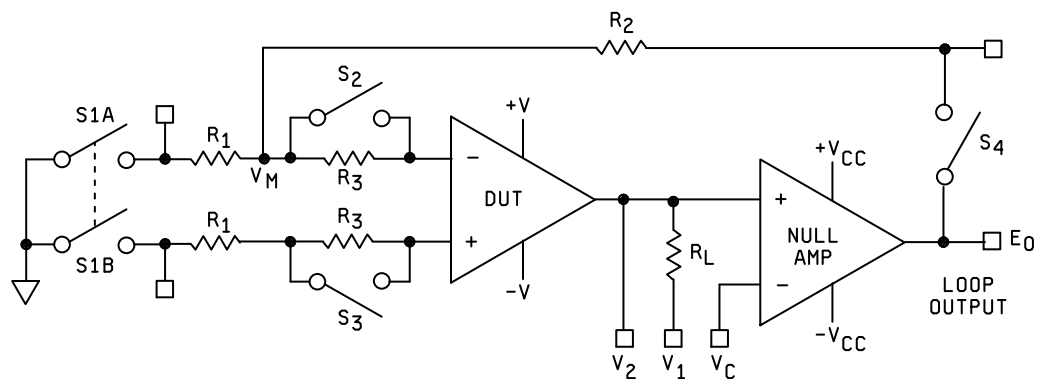 R2
S2
S1A
R1
+V
S4
VM
R3
−
DUT
+VCC
+
R1
R3
+
NULL
AMP
E0
S1B
−V
RL
−
LOOP
OUTPUT
S3
−VCC
V2
V1
VC